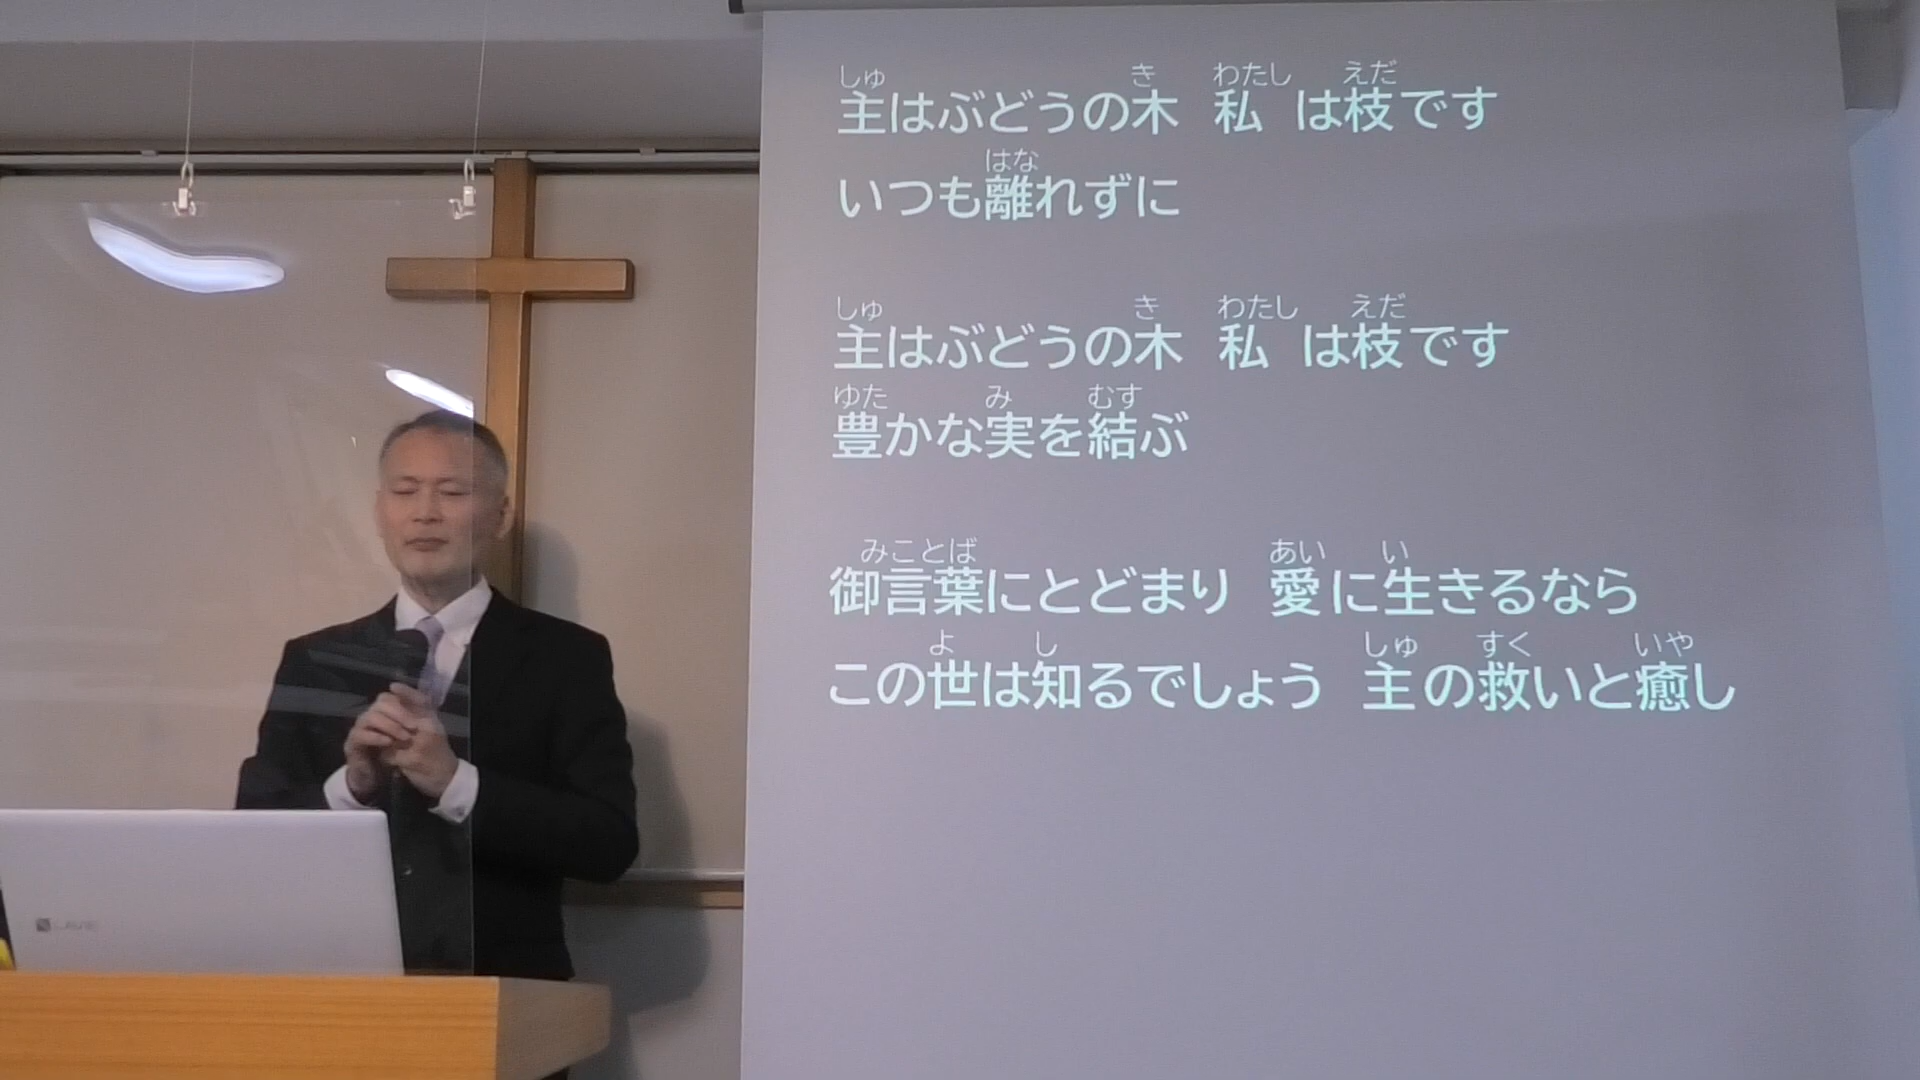 しゅ き わたし えだ
主はぶどうの木 私 は枝です
はな
いつも離れずに
しゅ き わたし えだ
主はぶどうの木 私 は枝です
ゆた み むす
豊かな実を結ぶ
みことば あい い
御言葉にとどまり 愛に生きるなら
よ し しゅ すく いや
この世は知るでしょう 主の救いと癒し
LAVIE